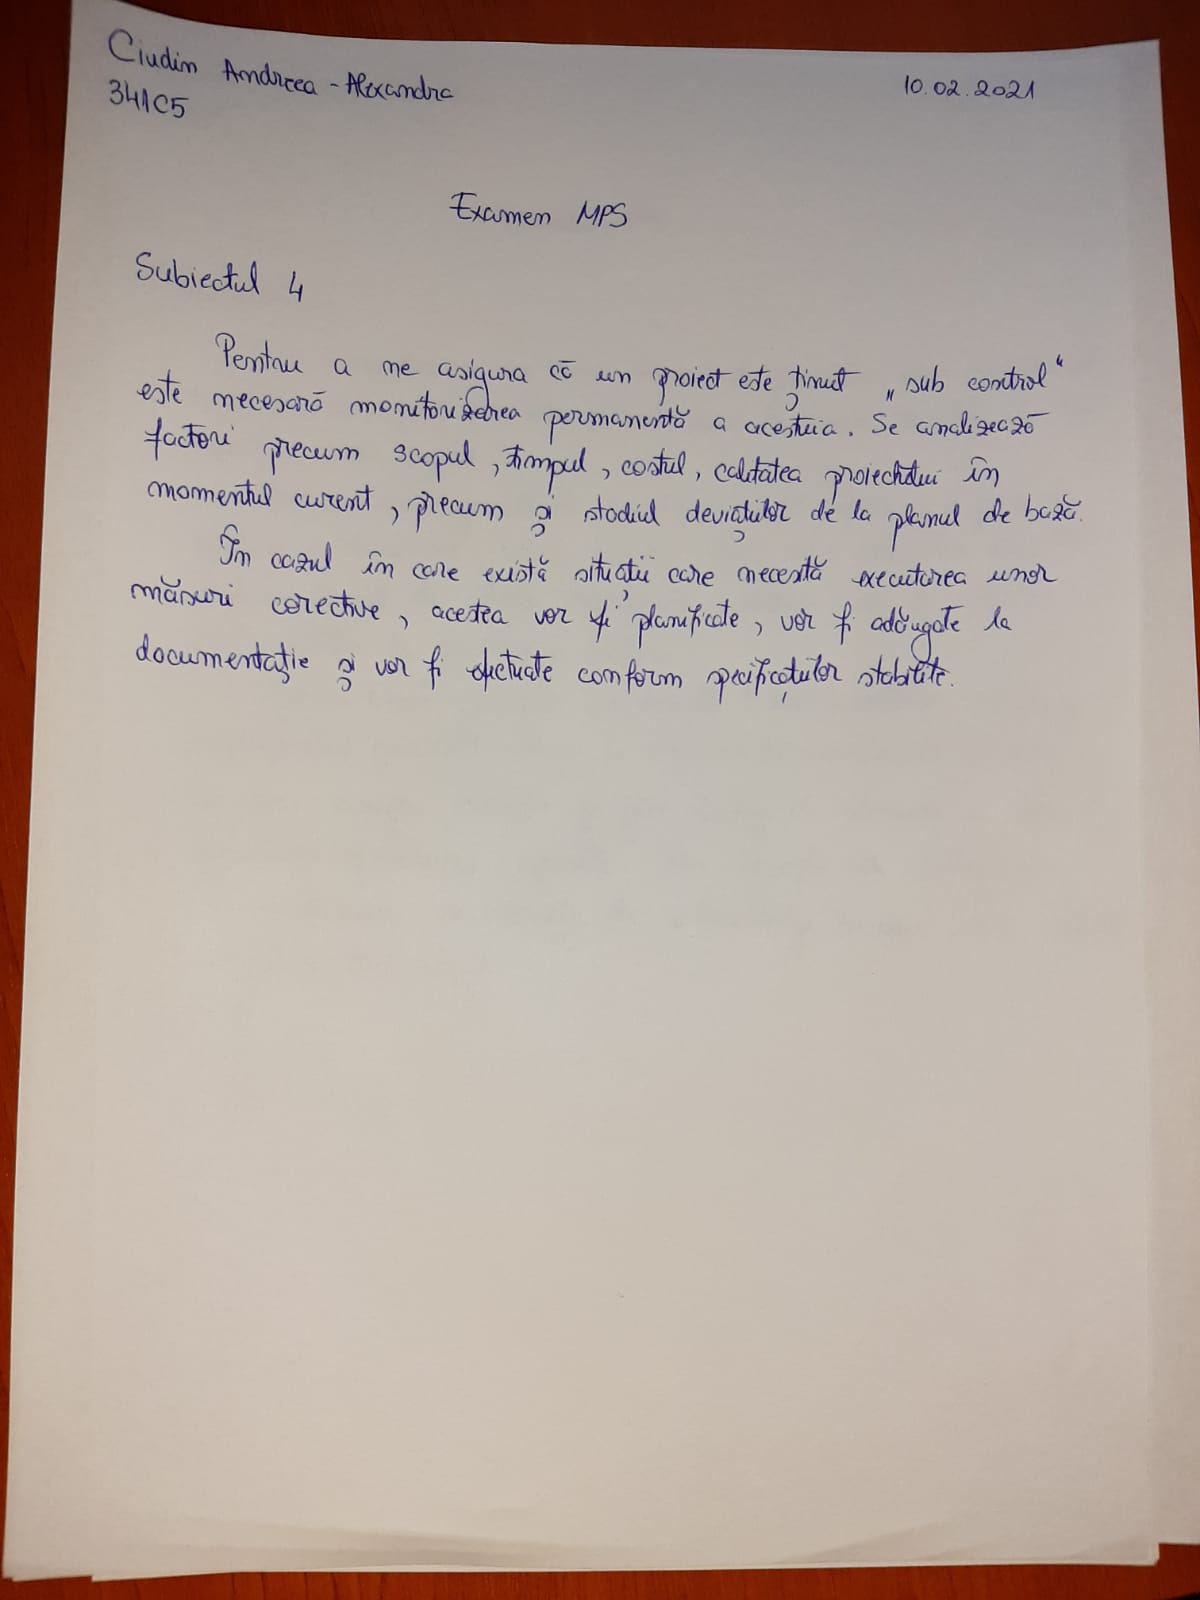 Ciudin Andreea-Alexandra
10.02.2021
341C5
Examen MPS
Subiectul 4
Pentru a me asigura că un proiect este ținut „sub control“
este necesară monitorizarea permanentă a acestuia. Se analizează
factori precum scopul, timpul, costul, calitatea proiectului în
momentul curent, precum și stadiul deviațiilor de la planul de bază.
În cazul în care există situații care necesită executarea unor
măsuri corective, acestea vor fi planificate, vor fi adăugate la
documentație și vor fi efectuate conform specificațiilor stabilite.